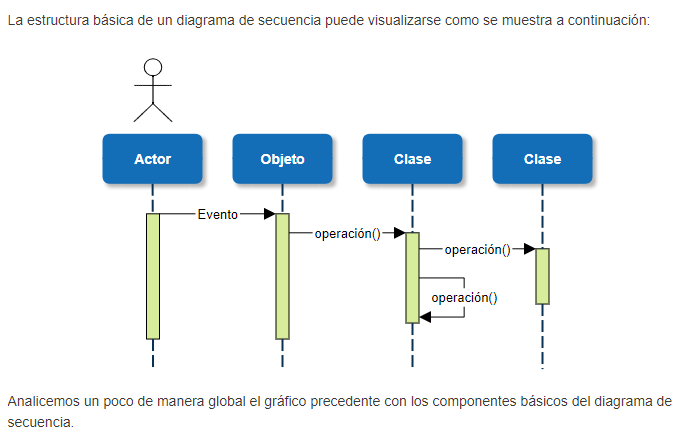 La estructura básica de un diagrama de secuencia puede visualizarse como se muestra a continuación:
Actor
Objeto
Clase
Clase
Evento
operación()
operación()
operación()
Analicemos un poco de manera global el gráfico precedente con los componentes básicos del diagrama de
secuencia.